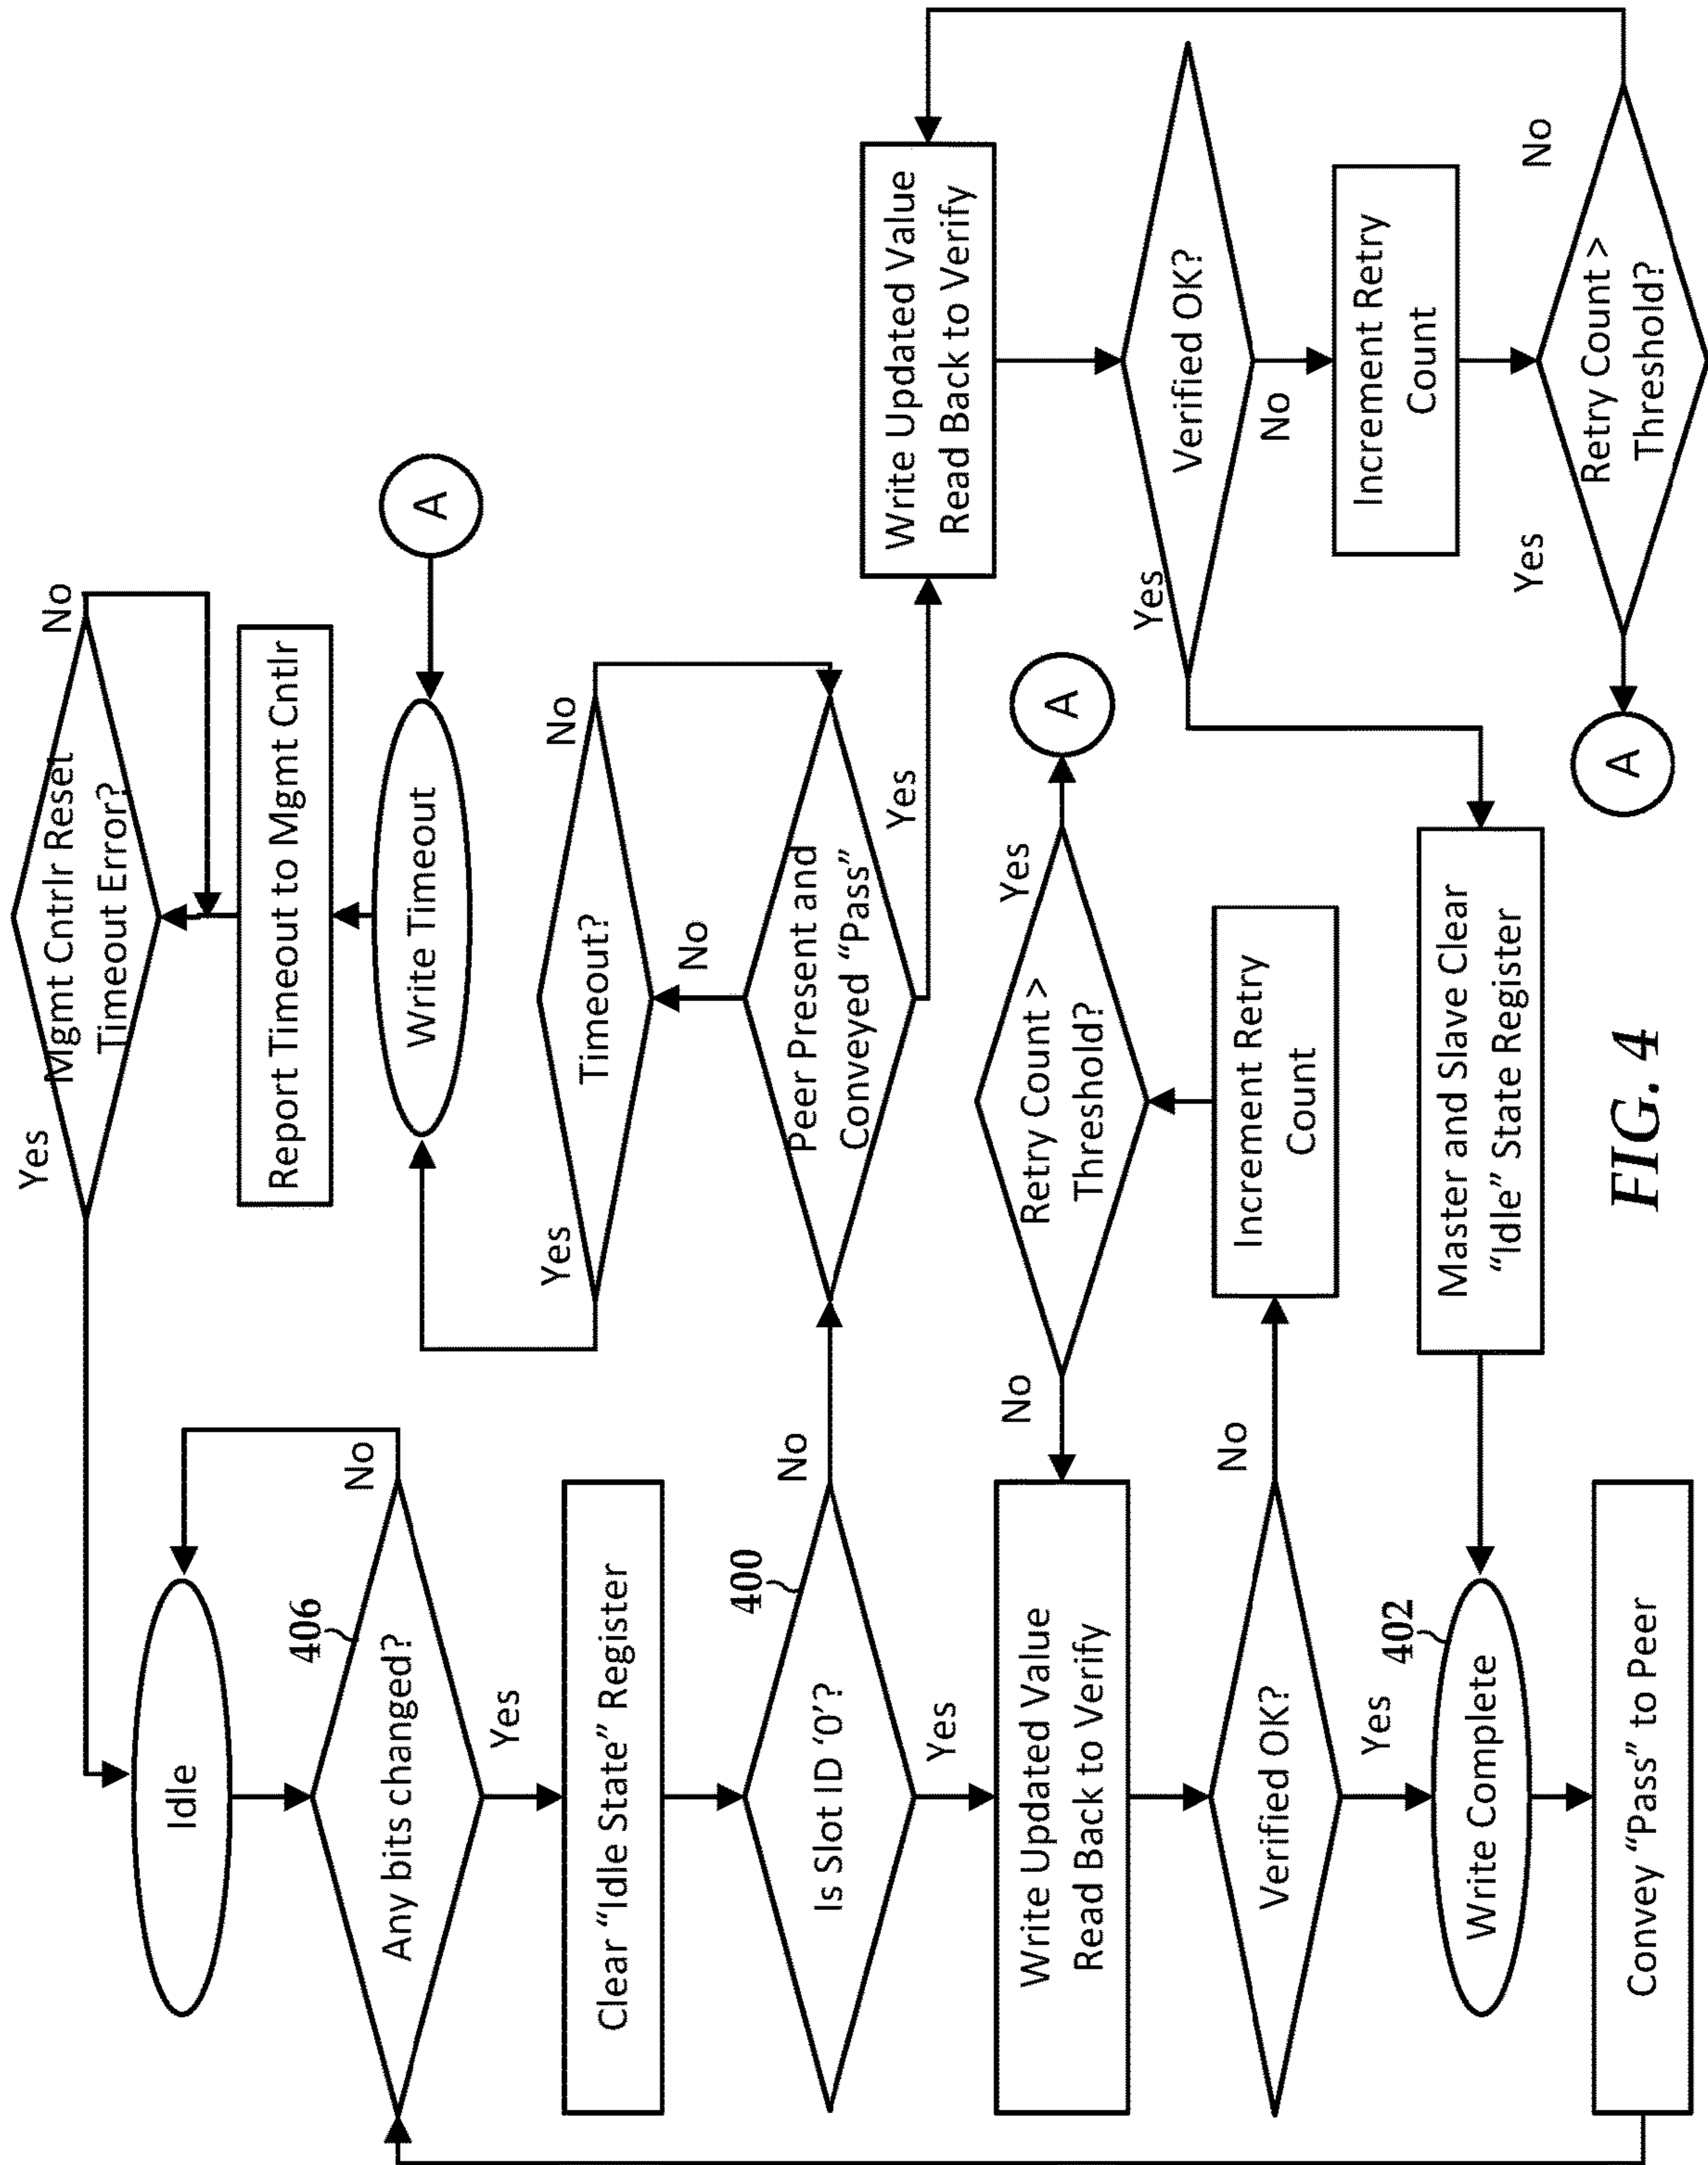 Idle
406
Any bits changed?
No
Yes
Clear “Idle State” Register
400
Is Slot ID ‘0’?
No
Yes
Write Updated Value
Read Back to Verify
Verified OK?
No
Yes
402
Write Complete
Convey “Pass” to Peer
Yes
Mgmt Cntrlr Reset
Timeout Error?
No
Report Timeout to Mgmt Cntlr
Write Timeout
A
Yes
Timeout?
No
No
Peer Present and
Conveyed “Pass”
Yes
No
Retry Count >
Threshold?
Yes
A
Increment Retry
Count
Master and Slave Clear
“Idle” State Register
Write Updated Value
Read Back to Verify
Yes
Verified OK?
No
Increment Retry
Count
Yes
Retry Count >
Threshold?
No
A
FIG. 4